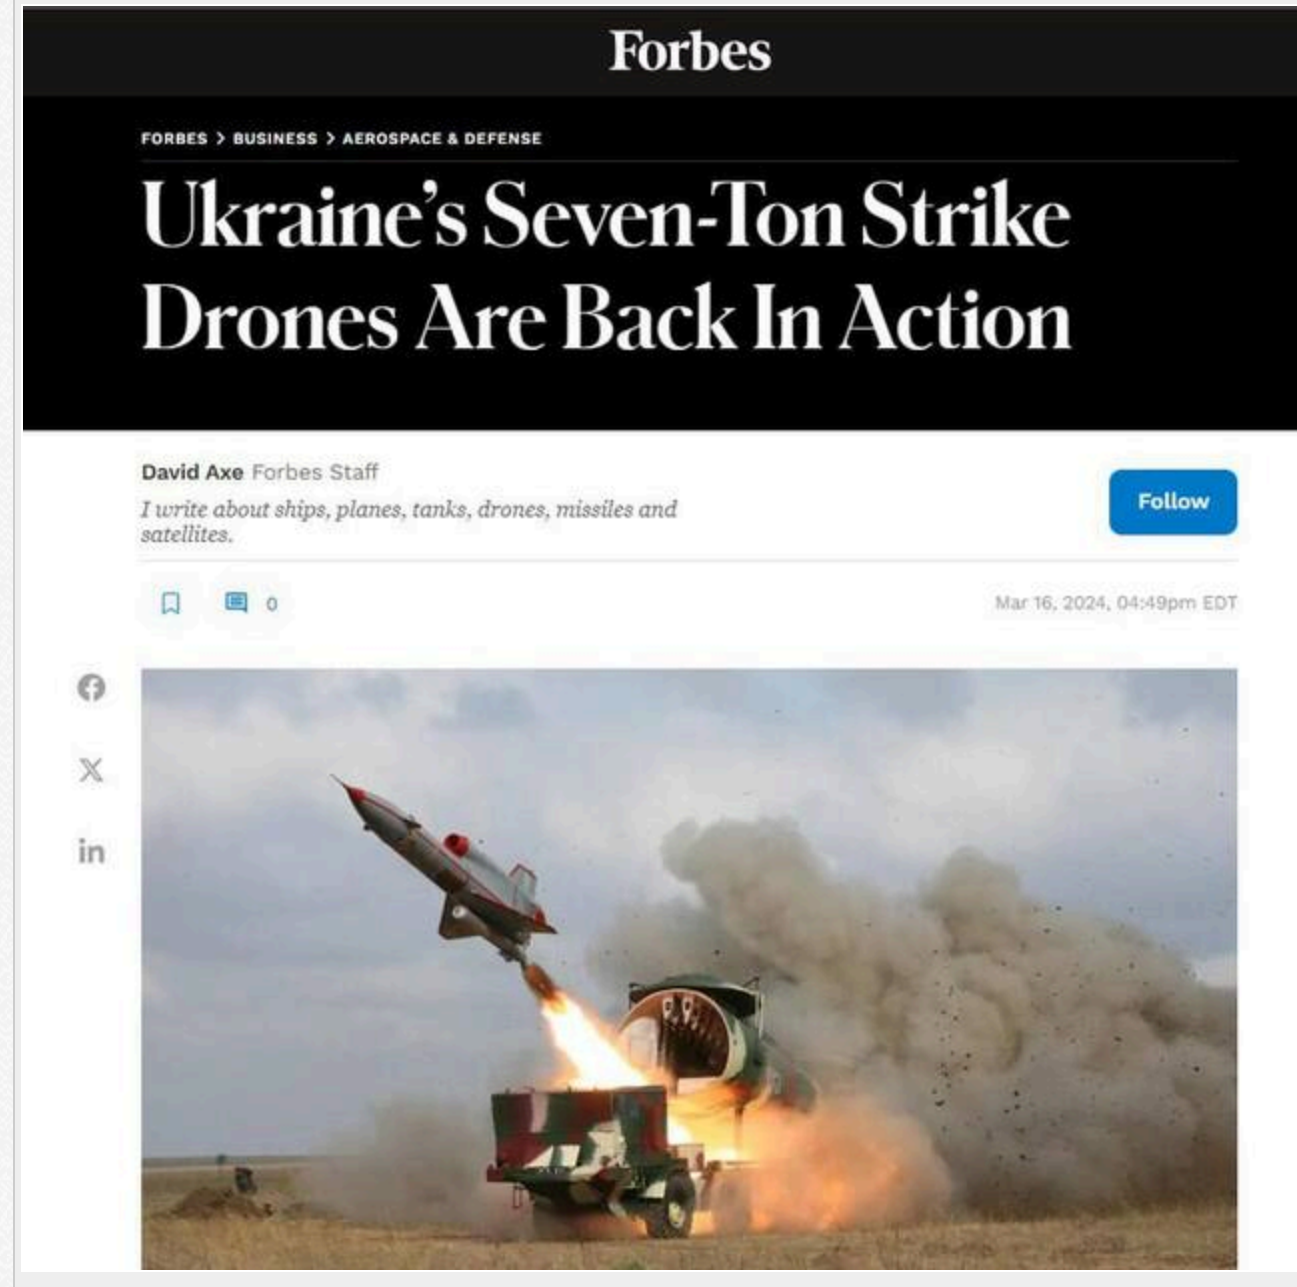 Forbes
FORBES > BUSINESS > AEROSPACE & DEFENSE
Ukraine’s Seven-Ton Strike
Drones Are Back In Action
David Axe Forbes Staff
I write about ships, planes, tanks, drones, missiles and
satellites.
Follow
0
Mar 16, 2024, 04:49pm EDT
in